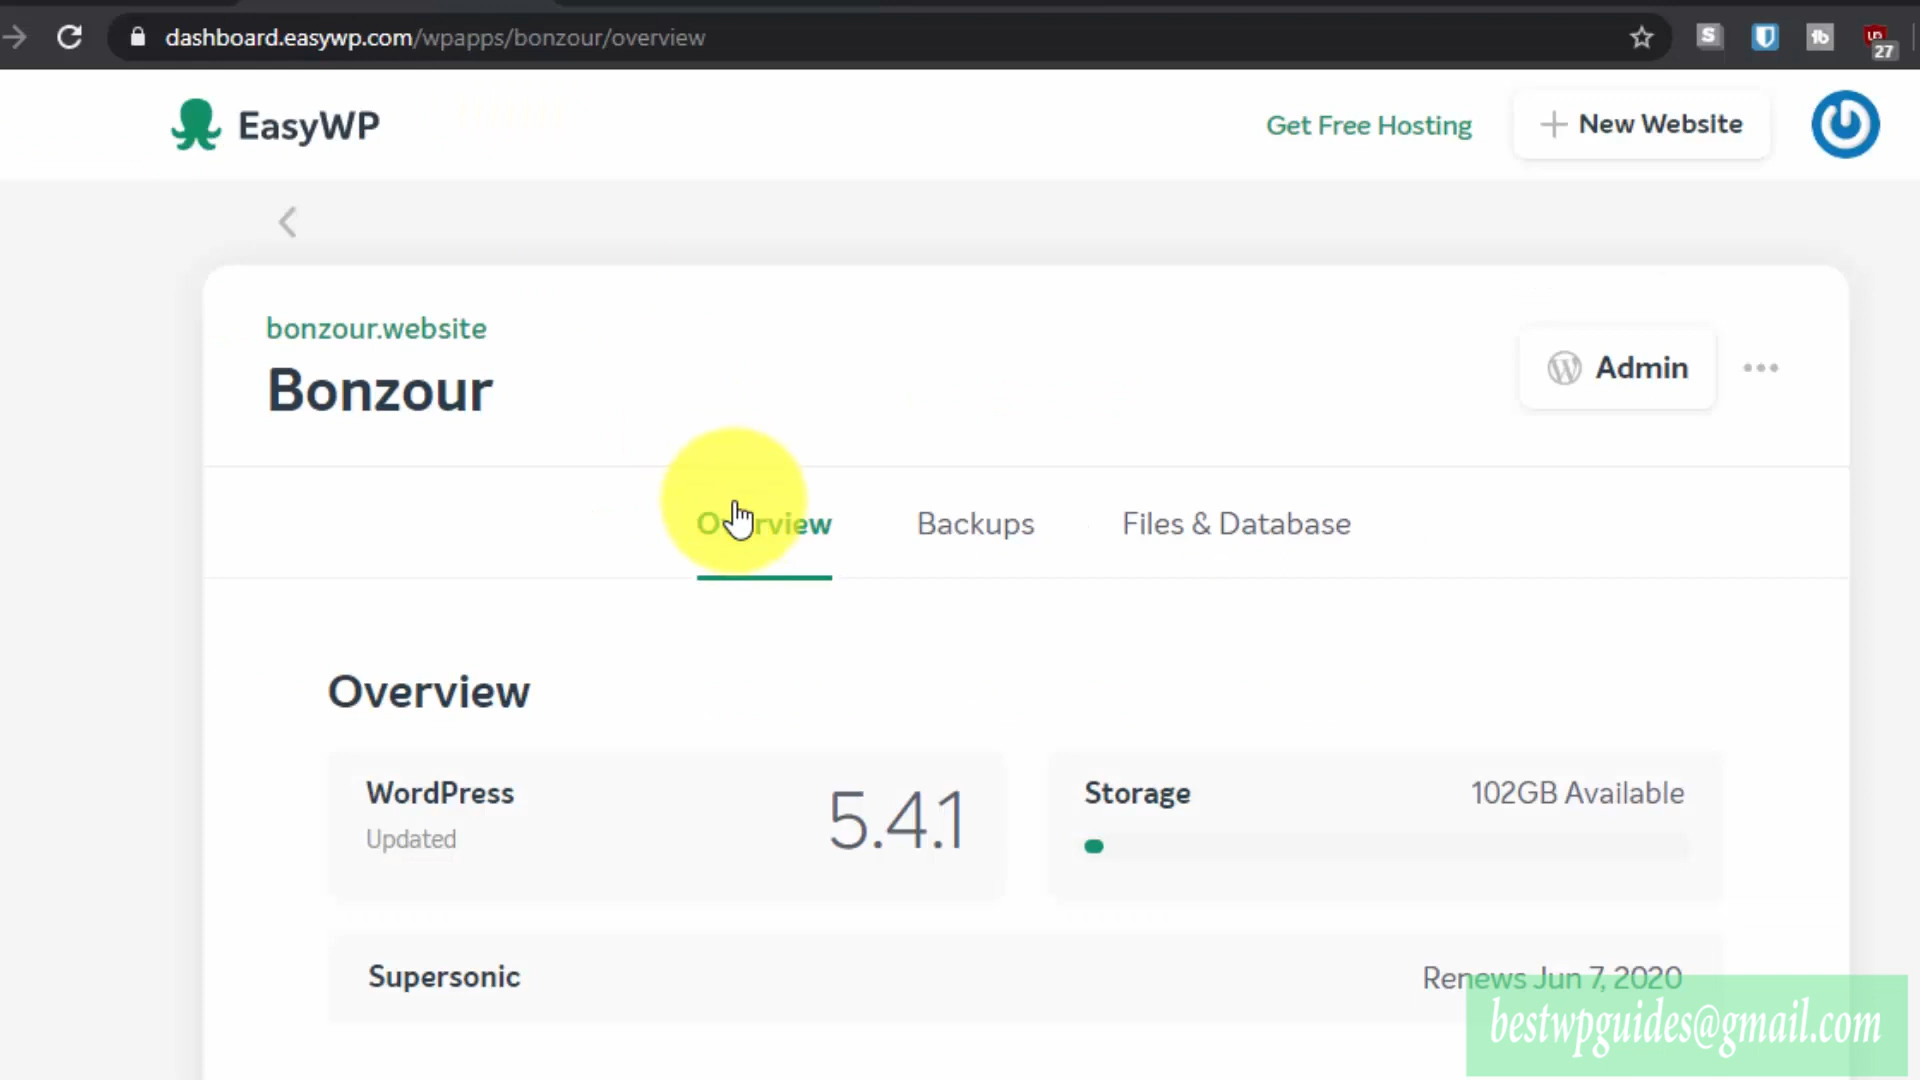 dashboard.easywp.com/wpapps/bonzour/overview
S
tb
27
EasyWP
Get Free Hosting
+ New Website
bonzour.website
Bonzour
Admin
Overview
Backups
Files & Database
Overview
WordPress
5.4.1
Updated
Storage
102GB Available
Supersonic
Renews Jun 7, 2020
bestwpguides@gmail.com